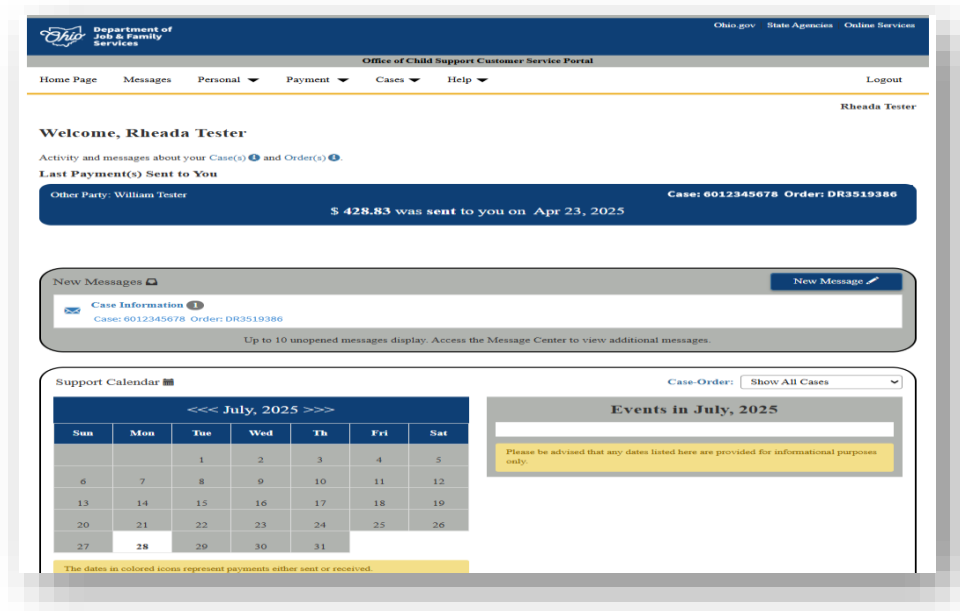 Ohio.gov State Agencies Online Services
Ohio
Department of
Job & Family
Services
Office of Child Support Customer Service Portal
Home Page Messages Personal Payment Cases Help Logout
Rheada Tester
Welcome, Rheada Tester
Activity and messages about your Case(s) and Order(s).
Last Payment(s) Sent to You
Other Party: William Tester Case: 6012345678 Order: DR3519386
$ 428.83 was sent to you on Apr 23, 2025
New Messages New Message
Case Information 1
Case: 6012345678 Order: DR3519386
Up to 10 unopened messages display. Access the Message Center to view additional messages.
Support Calendar Case-Order: Show All Cases
<<< July, 2025 >>>
Sun Mon Tue Wed Th Fri Sat
1 2 3 4 5
6 7 8 9 10 11 12
13 14 15 16 17 18 19
20 21 22 23 24 25 26
27 28 29 30 31
The dates in colored icons represent payments either sent or received.
Events in July, 2025
Please be advised that any dates listed here are provided for informational purposes
only.